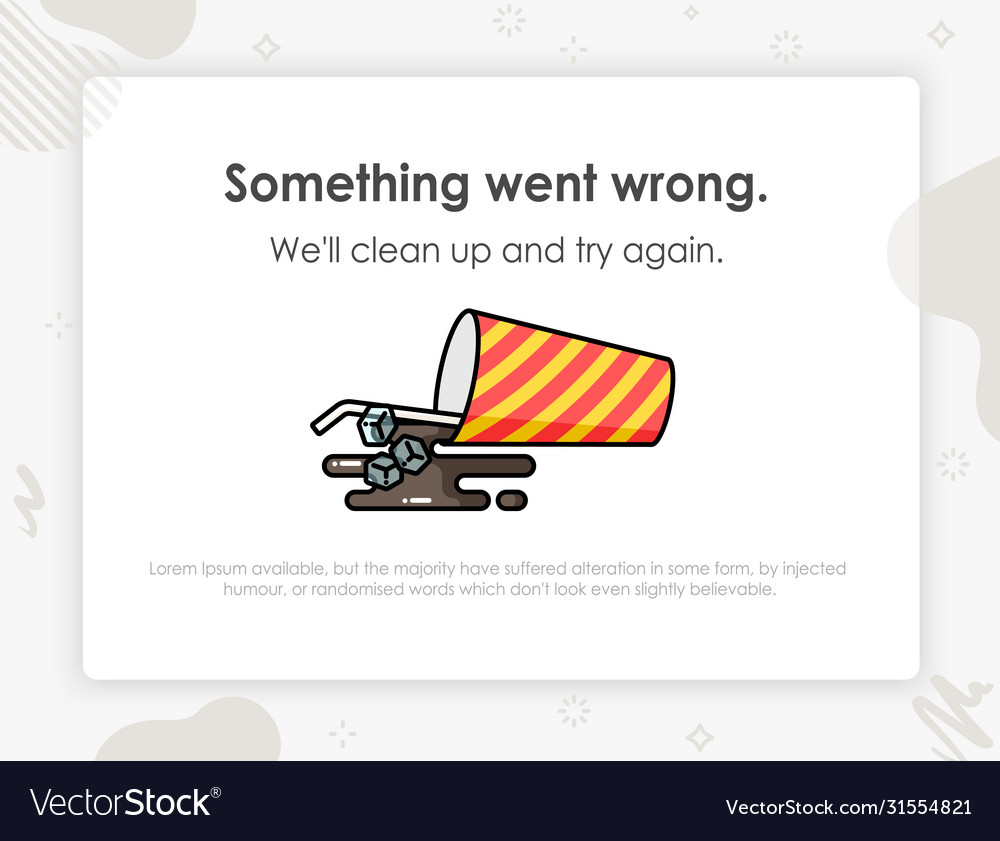 Something went wrong.
We'll clean up and try again.
Lorem Ipsum available, but the majority have suffered alteration in some form, by injected
humour, or randomised words which don't look even slightly believable.
VectorStock®
VectorStock.com/31554821